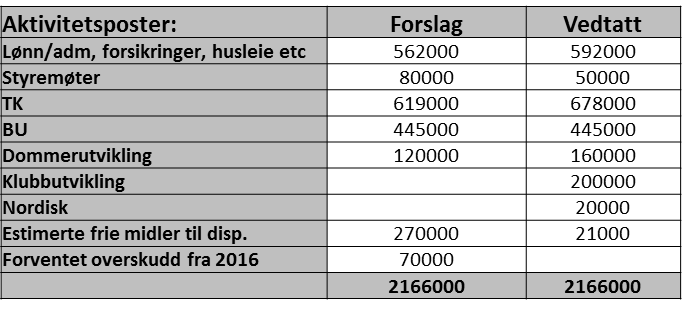 Aktivitetsposter: Forslag Vedtatt
Lønn/adm, forsikringer, husleie etc 562000 592000
Styremøter 80000 50000
TK 619000 678000
BU 445000 445000
Dommerutvikling 120000 160000
Klubbutvikling 200000
Nordisk 20000
Estimerte frie midler til disp. 270000 21000
Forventet overskudd fra 2016 70000
2166000 2166000